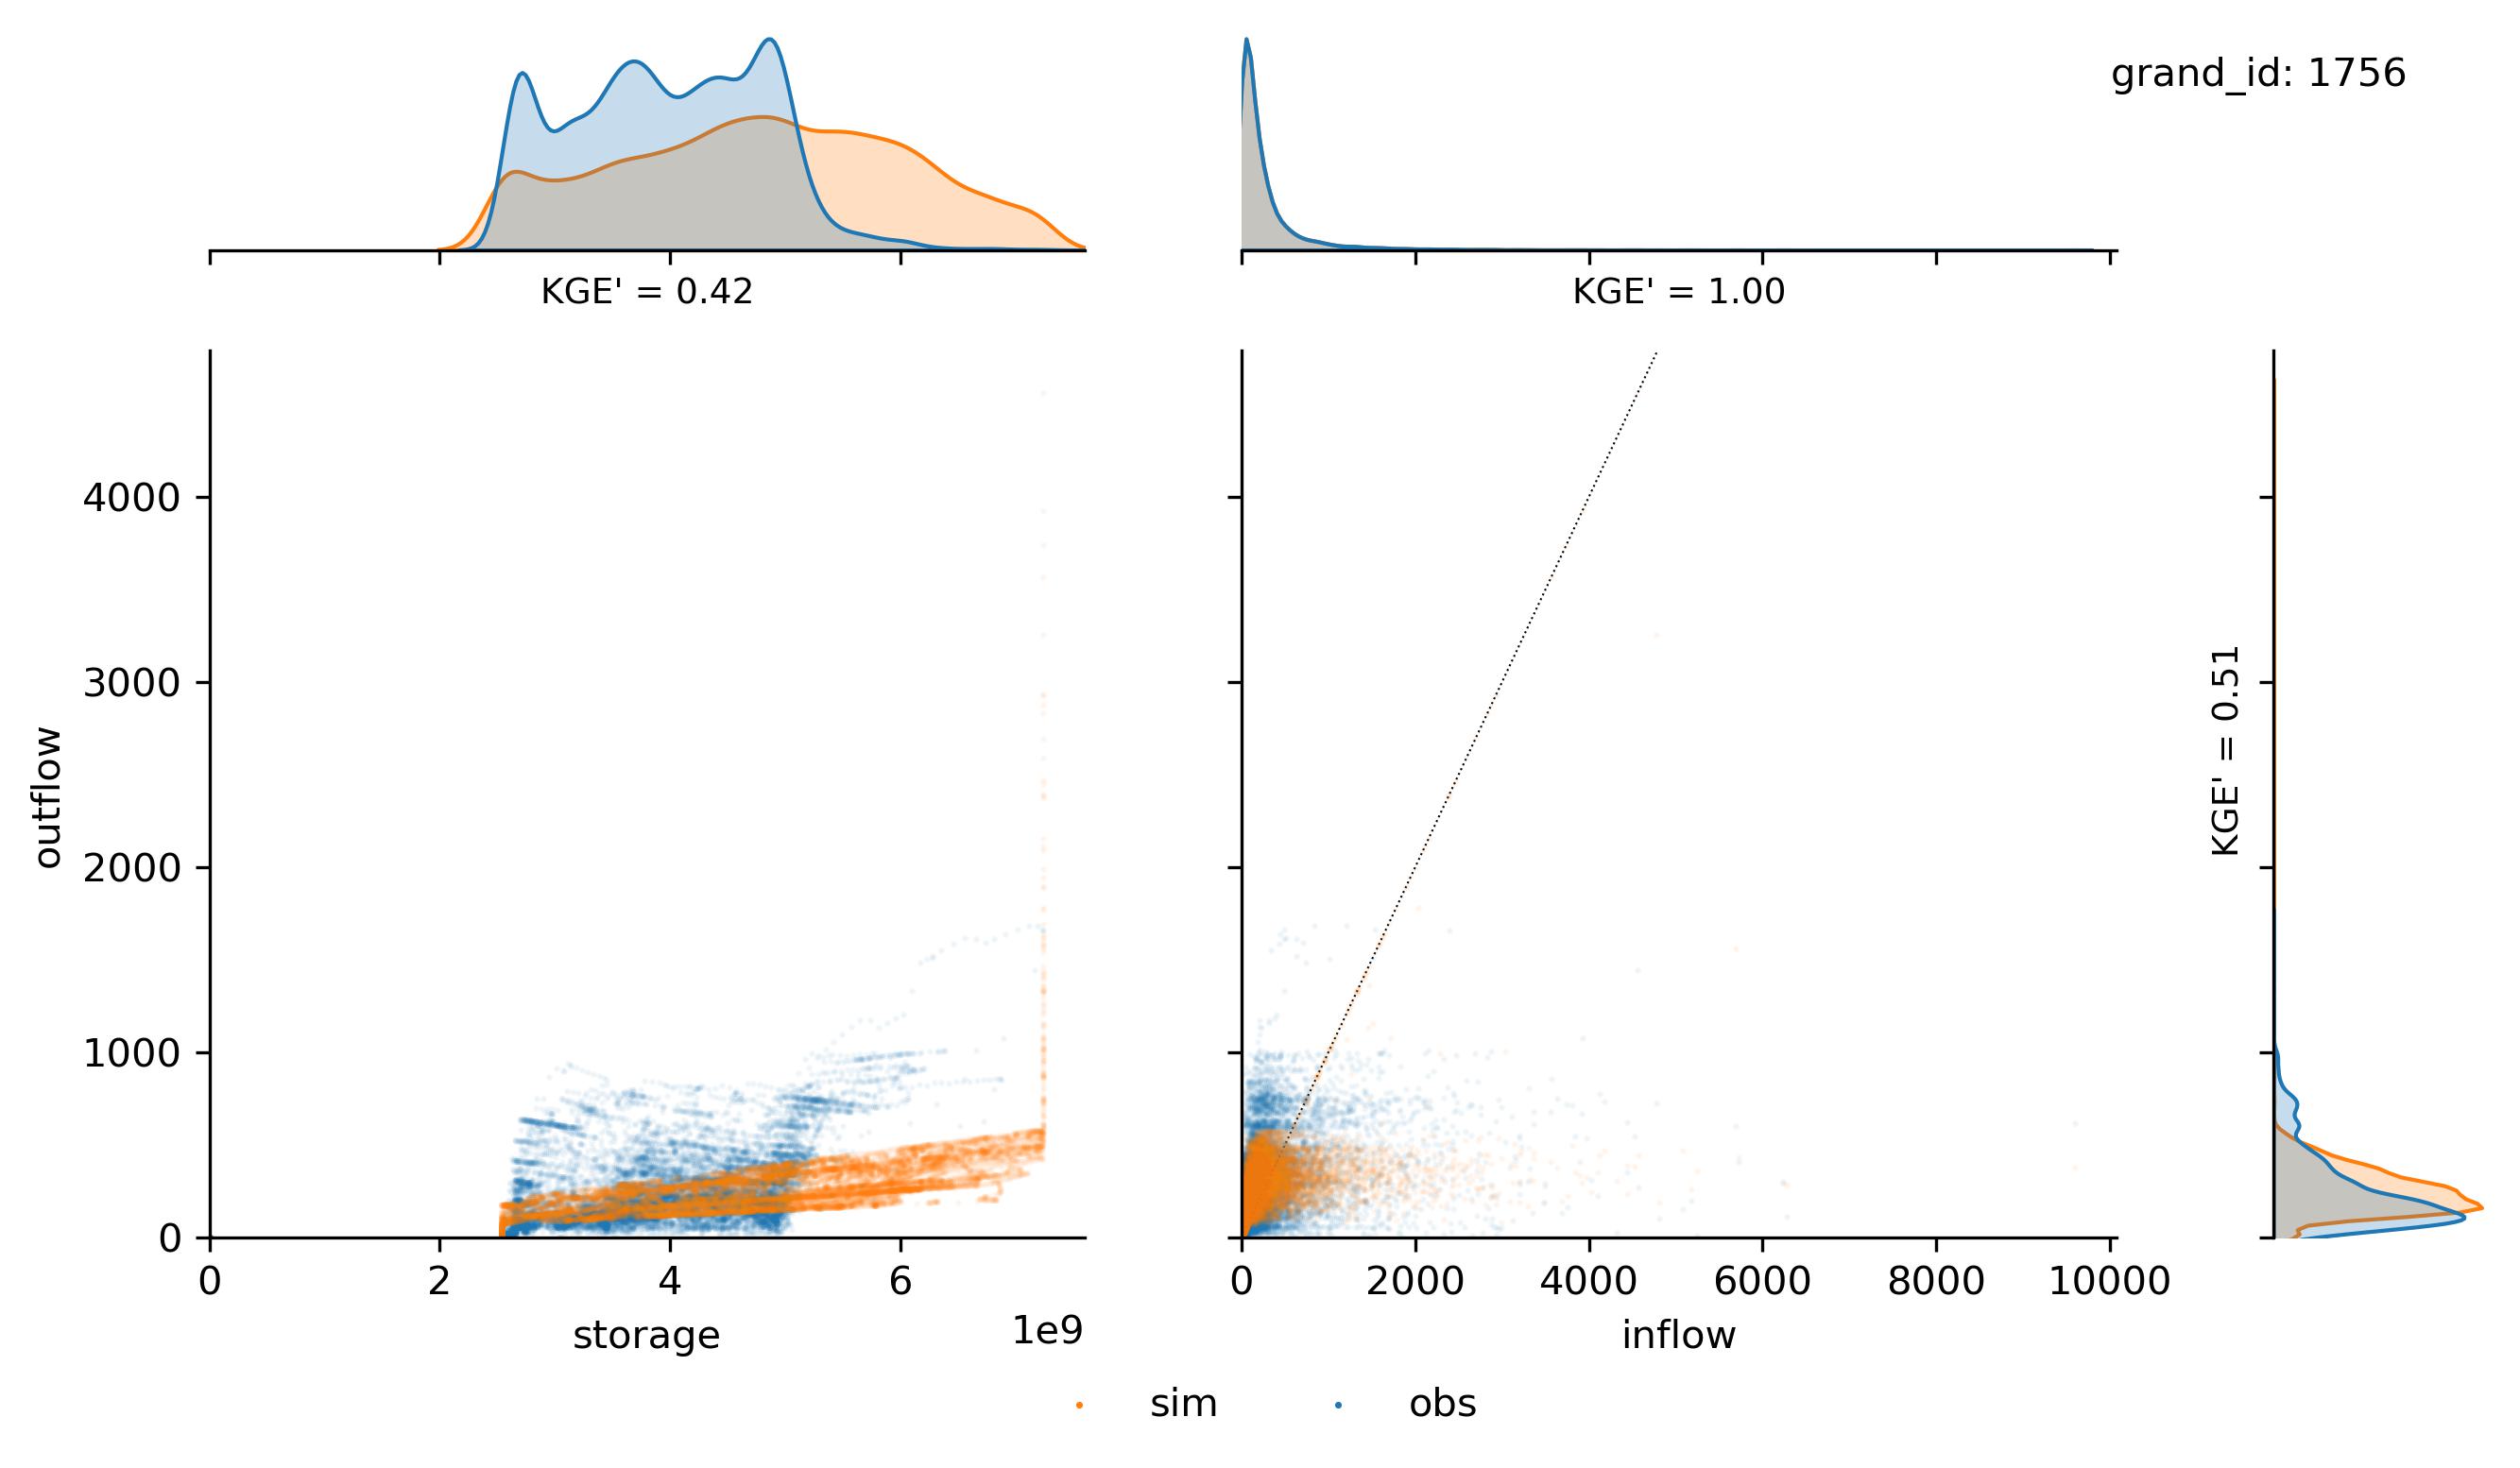 grand_id: 1756
KGE' = 0.42
KGE' = 1.00
4000
3000
2000
1000
0
outflow
KGE' = 0.51
0 2 4 6
0 2000 4000 6000 8000 10000
storage
1e9
inflow
sim obs